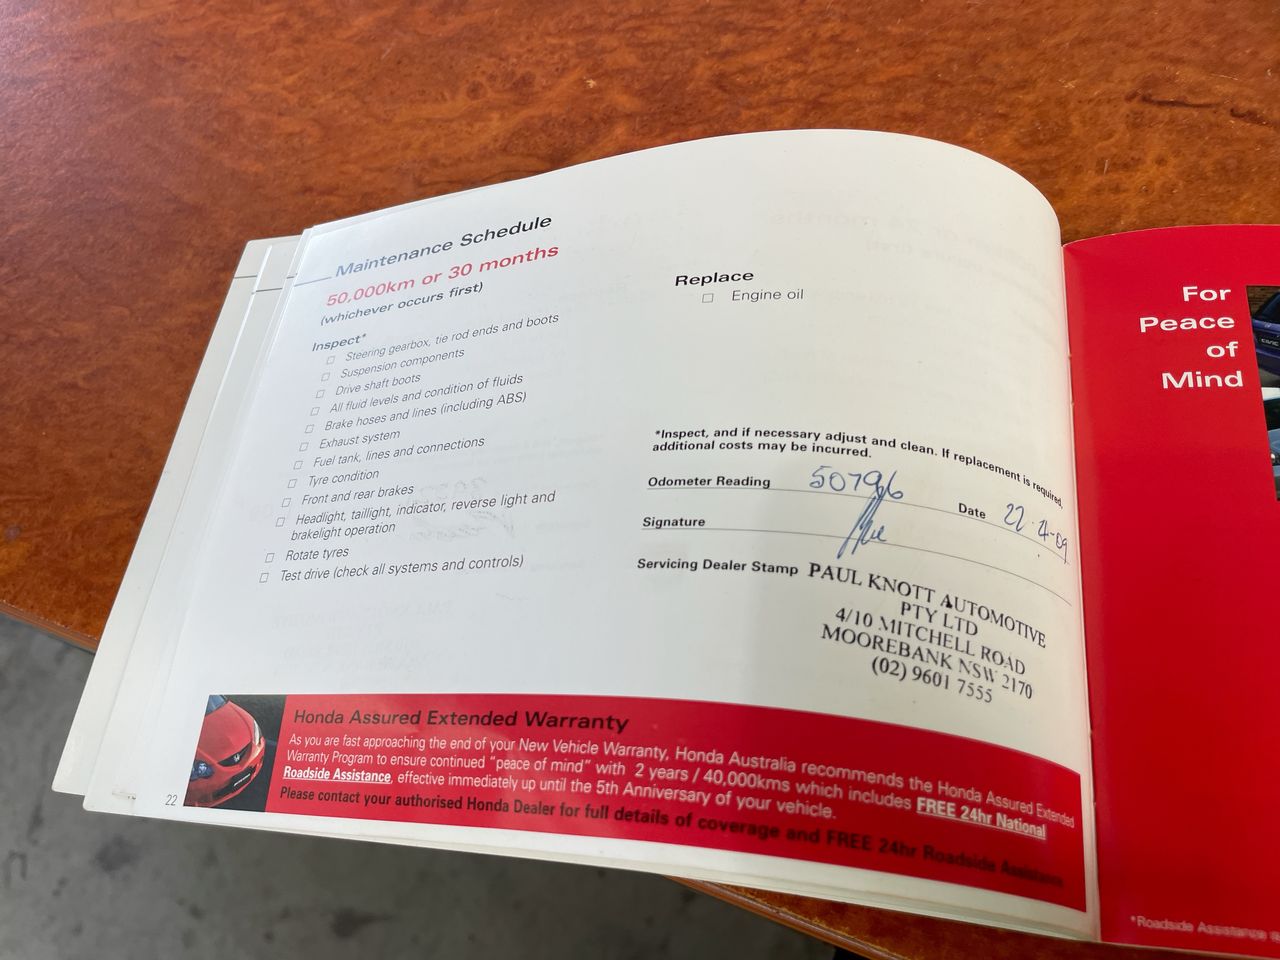 Maintenance Schedule
50,000km or 30 months
(whichever occurs first)
Inspect*
Steering gearbox, tie rod ends and boots
Suspension components
Drive shaft boots
All fluid levels and condition of fluids
Brake hoses and lines (including ABS)
Exhaust system
Fuel tank, lines and connections
Tyre condition
Front and rear brakes
Headlight, taillight, indicator, reverse light and
brakelight operation
Rotate tyres
Test drive (check all systems and controls)
Replace
Engine oil
*Inspect, and if necessary adjust and clean. If replacement is required,
additional costs may be incurred.
Odometer Reading 50796
Date 22-4-09
Signature
Servicing Dealer Stamp
PAUL KNOTT AUTOMOTIVE
PTY LTD
4/10 MITCHELL ROAD
MOOREBANK NSW 2170
(02) 9601 7555
Honda Assured Extended Warranty
As you are fast approaching the end of your New Vehicle Warranty, Honda Australia recommends the Honda Assured Extended
Warranty Program to ensure continued "peace of mind" with 2 years / 40,000kms which includes FREE 24hr National
Roadside Assistance, effective immediately up until the 5th Anniversary of your vehicle.
Please contact your authorised Honda Dealer for full details of coverage and FREE 24hr Roadside Assistance.
22
For
Peace
of
Mind
*Roadside Assistance